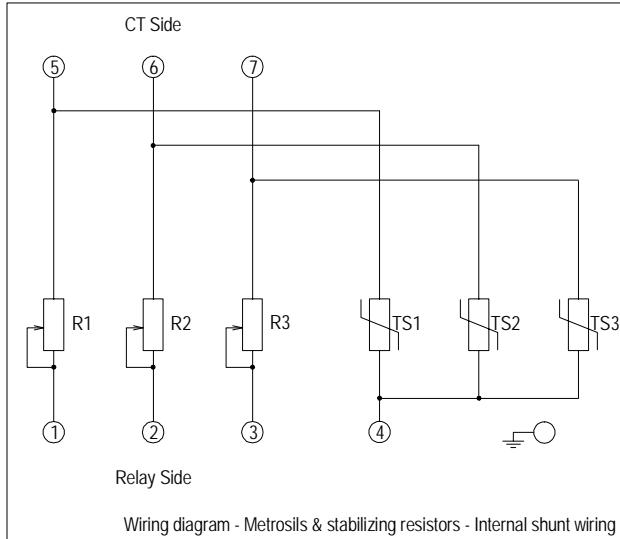 CT Side
5 6 7
R1 R2 R3 TS1 TS2 TS3
1 2 3 4
Relay Side
Wiring diagram - Metrosils & stabilizing resistors - Internal shunt wiring